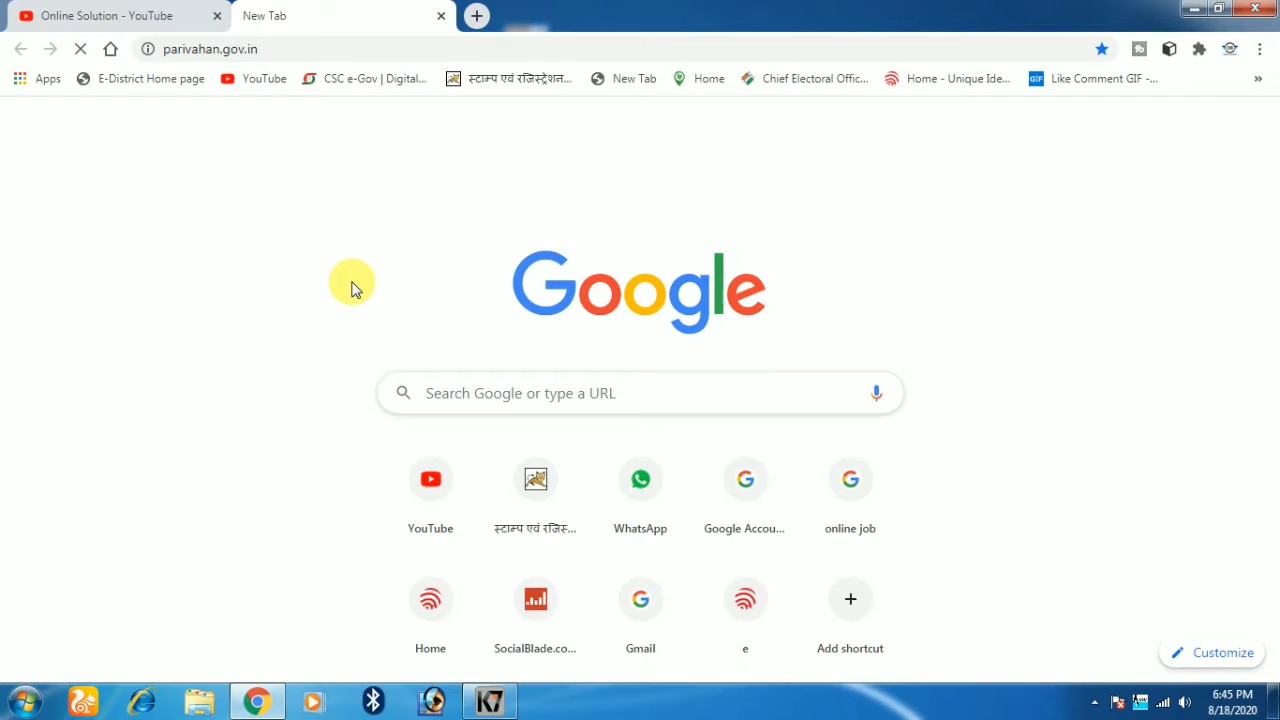 Online Solution - YouTube
New Tab
parivahan.gov.in
Apps
E-District Home page
YouTube
CSC e-Gov | Digital...
स्टाम्प एवं रजिस्ट्रेशन...
New Tab
Home
Chief Electoral Offic...
Home - Unique Ide...
GIF
Like Comment GIF -...
Google
Search Google or type a URL
YouTube
स्टाम्प एवं रजिस्...
WhatsApp
Google Accou...
online job
Home
SocialBlade.co...
Gmail
e
Add shortcut
Customize
K7
6:45 PM
8/18/2020